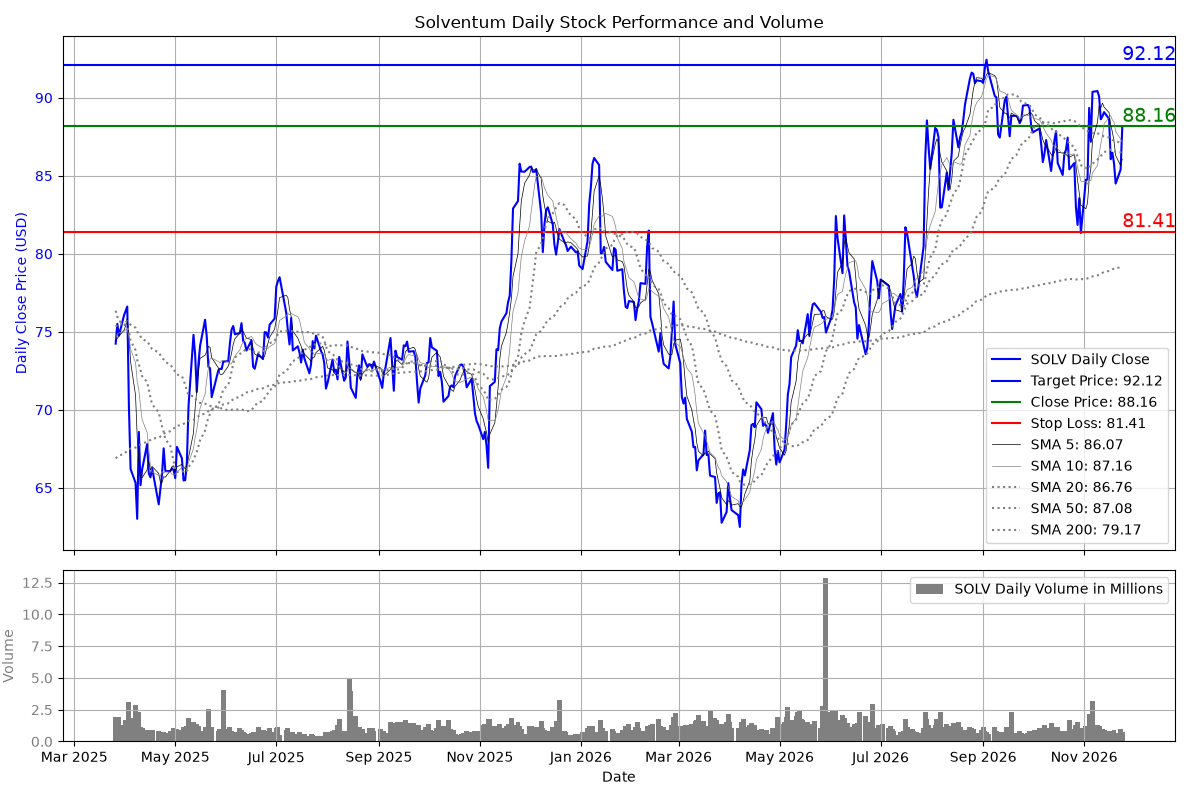 Solventum Daily Stock Performance and Volume
92.12
88.16
81.41
90
85
80
75
70
65
Daily Close Price (USD)
SOLV Daily Close
Target Price: 92.12
Close Price: 88.16
Stop Loss: 81.41
SMA 5: 86.07
SMA 10: 87.16
SMA 20: 86.76
SMA 50: 87.08
SMA 200: 79.17
12.5
10.0
7.5
5.0
2.5
0.0
Volume
SOLV Daily Volume in Millions
Mar 2025 May 2025 Jul 2025 Sep 2025 Nov 2025 Jan 2026 Mar 2026 May 2026 Jul 2026 Sep 2026 Nov 2026
Date